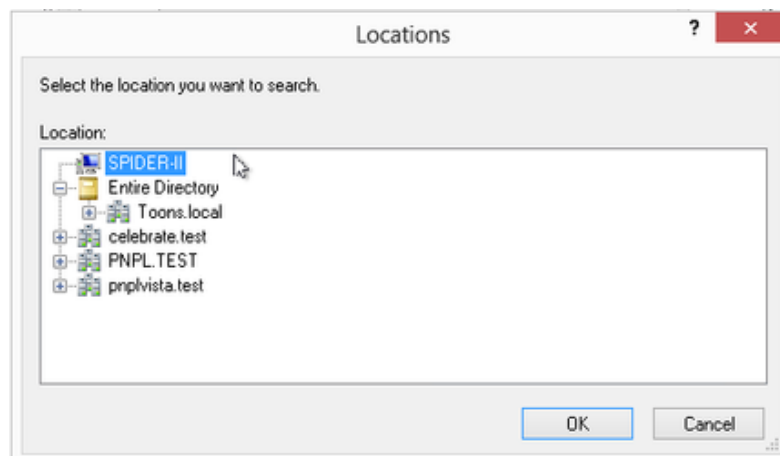 Locations
?
Select the location you want to search.
Location:
SPIDER-II
Entire Directory
Toons.local
celebrate.test
PNPL.TEST
pnplvista.test
OK Cancel